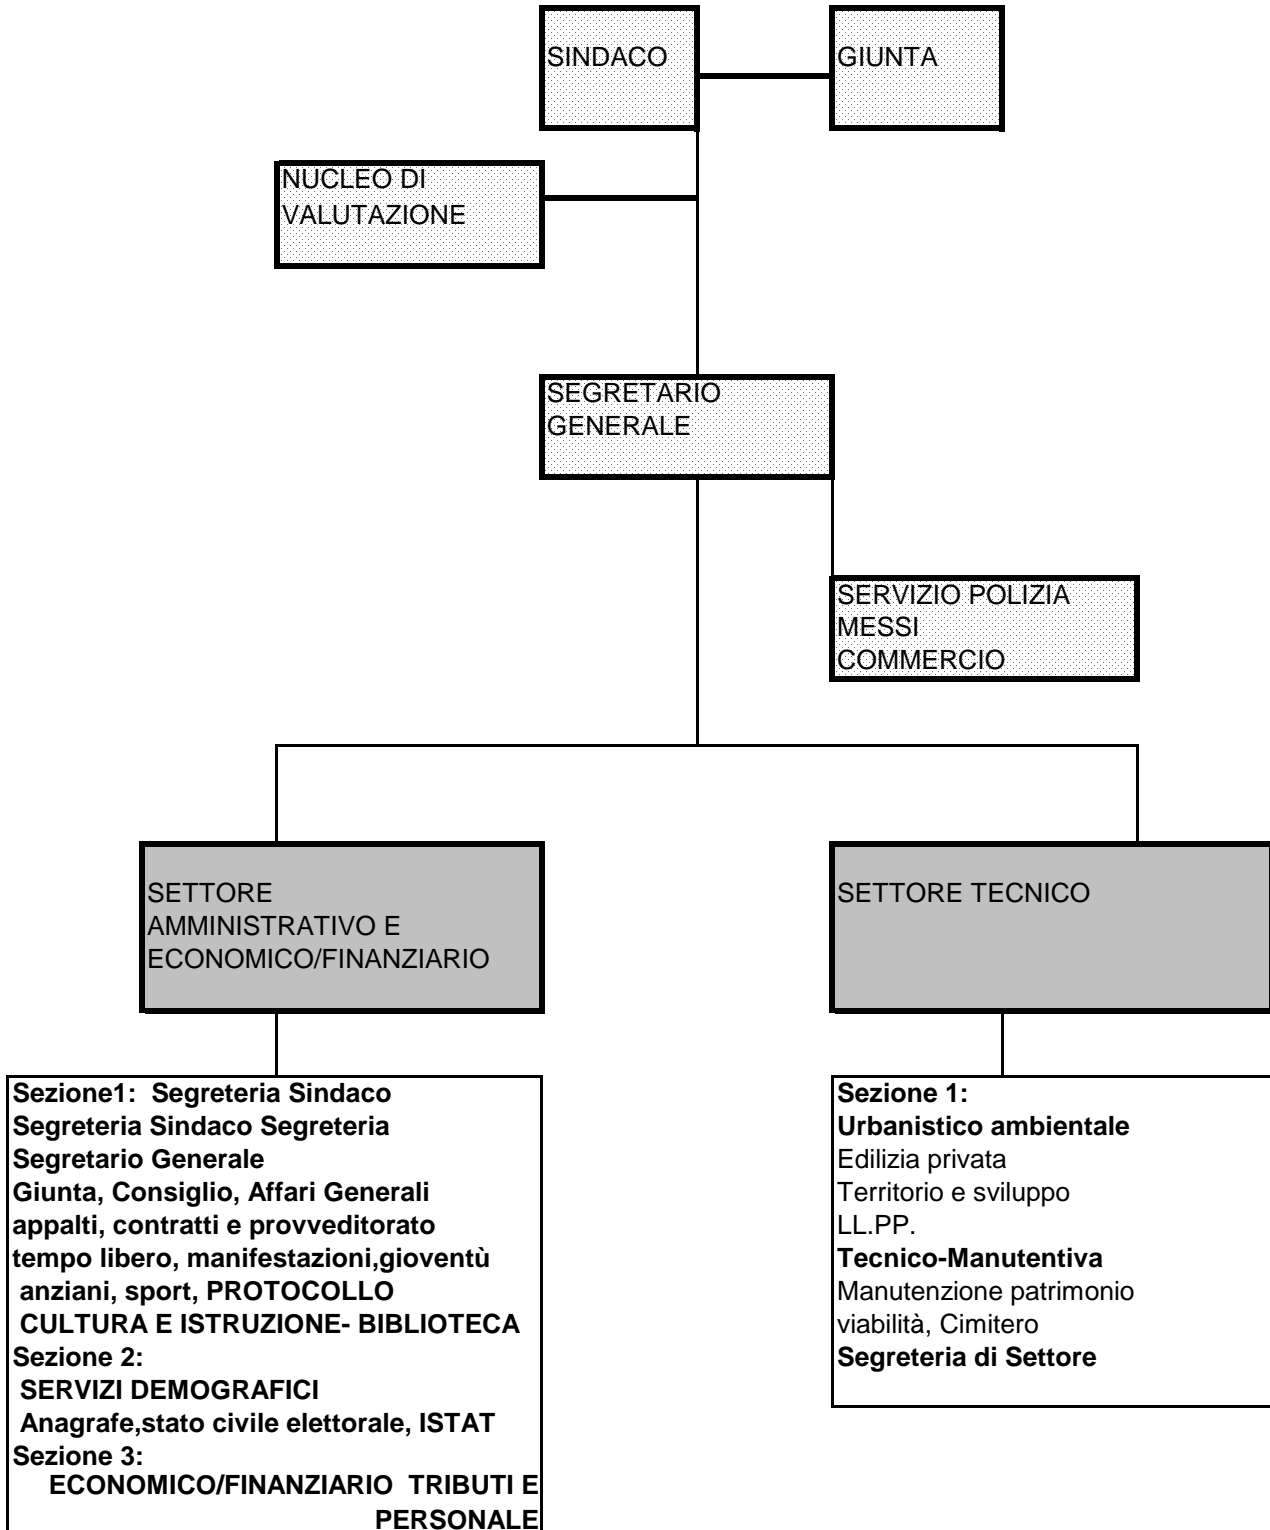 SINDACO
GIUNTA
NUCLEO DI
VALUTAZIONE
SEGRETARIO
GENERALE
SERVIZIO POLIZIA
MESSI
COMMERCIO
SETTORE
AMMINISTRATIVO E
ECONOMICO/FINANZIARIO
SETTORE TECNICO
Sezione1:  Segreteria Sindaco
Segreteria Sindaco Segreteria
Segretario Generale
Giunta, Consiglio, Affari Generali
appalti, contratti e provveditorato
tempo libero, manifestazioni,gioventù
anziani, sport, PROTOCOLLO
CULTURA E ISTRUZIONE- BIBLIOTECA
Sezione 2:
SERVIZI DEMOGRAFICI
Anagrafe,stato civile elettorale, ISTAT
Sezione 3:
ECONOMICO/FINANZIARIO  TRIBUTI E
PERSONALE
Sezione 1:
Urbanistico ambientale
Edilizia privata
Territorio e sviluppo
LL.PP.
Tecnico-Manutentiva
Manutenzione patrimonio
viabilità, Cimitero
Segreteria di Settore